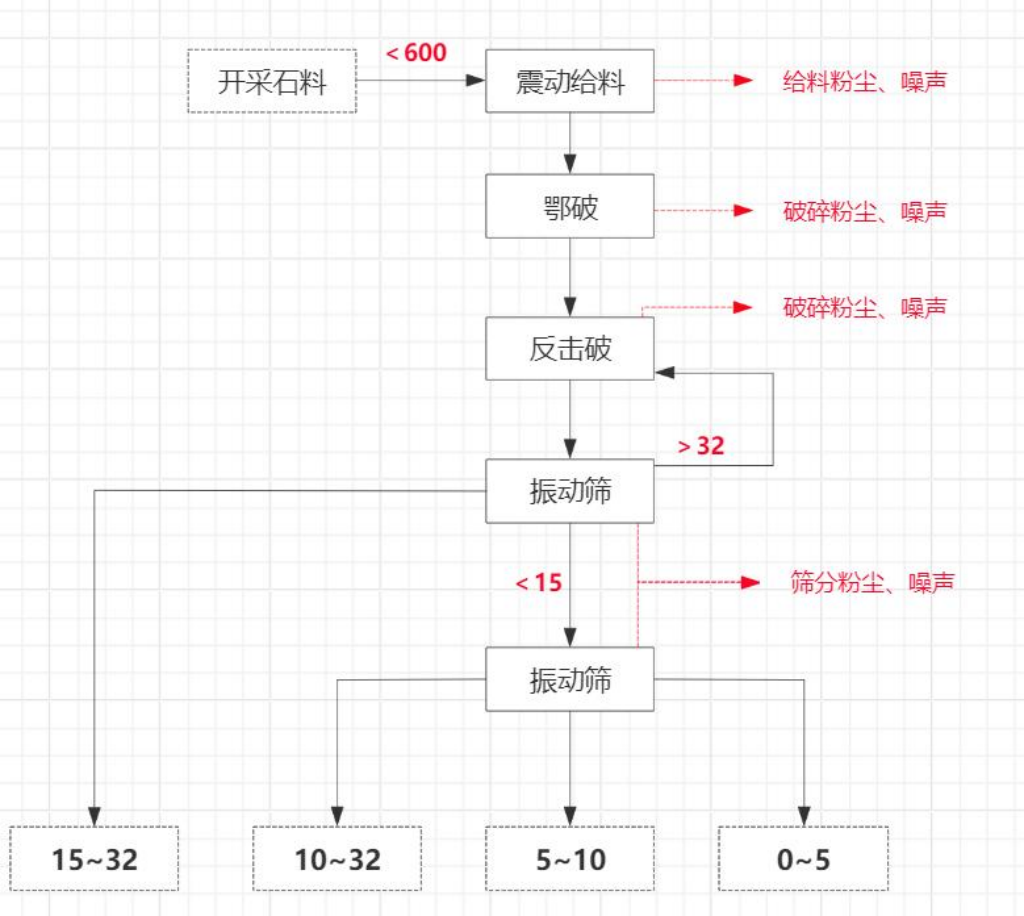 开采石料
＜600
震动给料
给料粉尘、噪声
鄂破
破碎粉尘、噪声
破碎粉尘、噪声
反击破
＞32
振动筛
＜15
筛分粉尘、噪声
振动筛
15~32
10~32
5~10
0~5